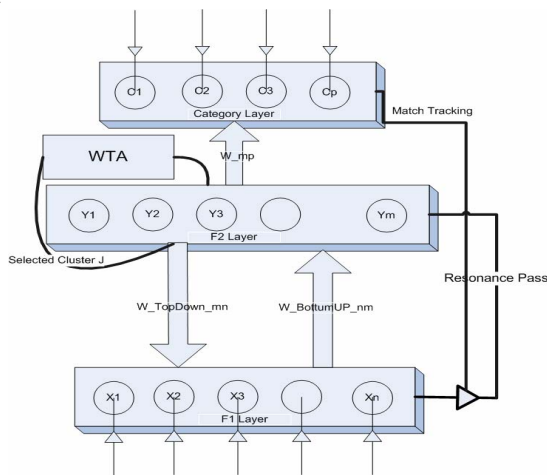 C1 C2 C3 Cp
Category Layer
Match Tracking
WTA
W_mp
Y1 Y2 Y3 Ym
F2 Layer
Selected Cluster J
Resonance Pass
W_TopDown_mn
W_BottumUP_nm
X1 X2 X3 Xn
F1 Layer